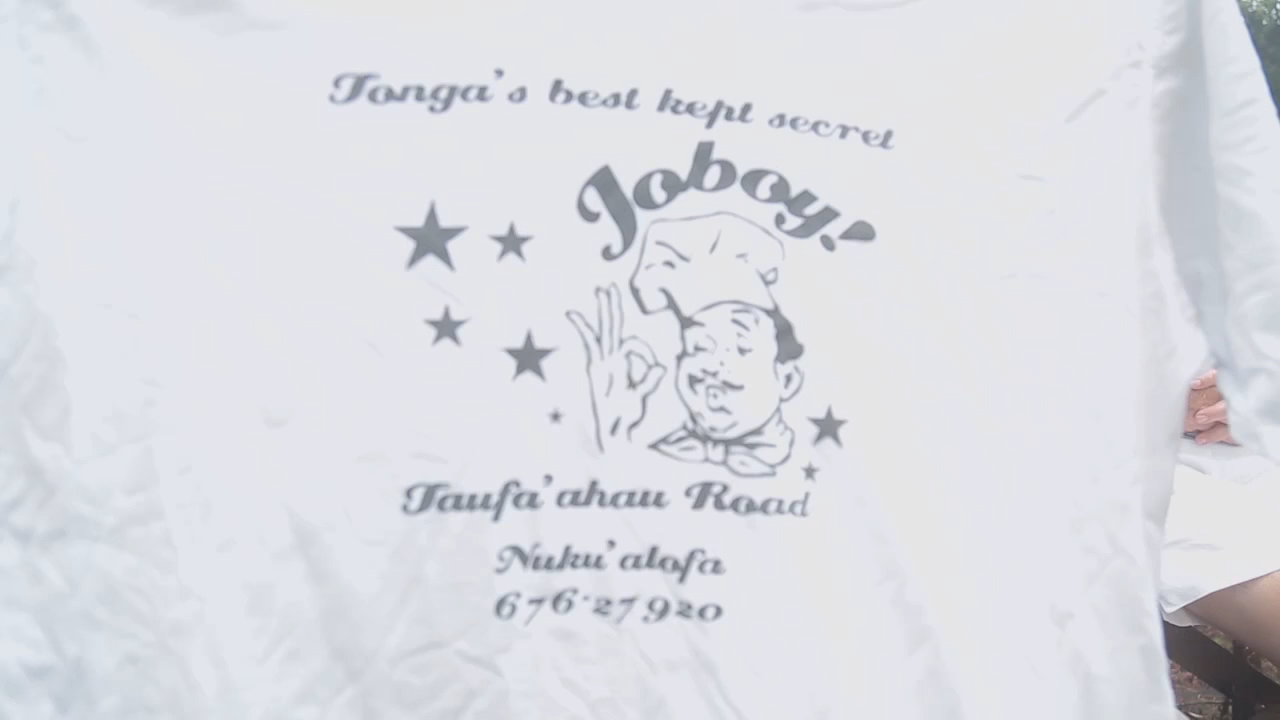 Tonga's best kept secret
Joboy!
Taufa'ahau Road
Nuku'alofa
676·27920